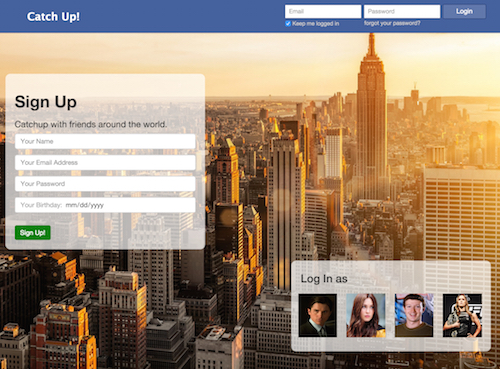 Catch Up!
Email
Password
Login
Keep me logged in
forgot your password?
Sign Up
Catchup with friends around the world.
Your Name
Your Email Address
Your Password
Your Birthday: mm/dd/yyyy
Sign Up!
Log In as